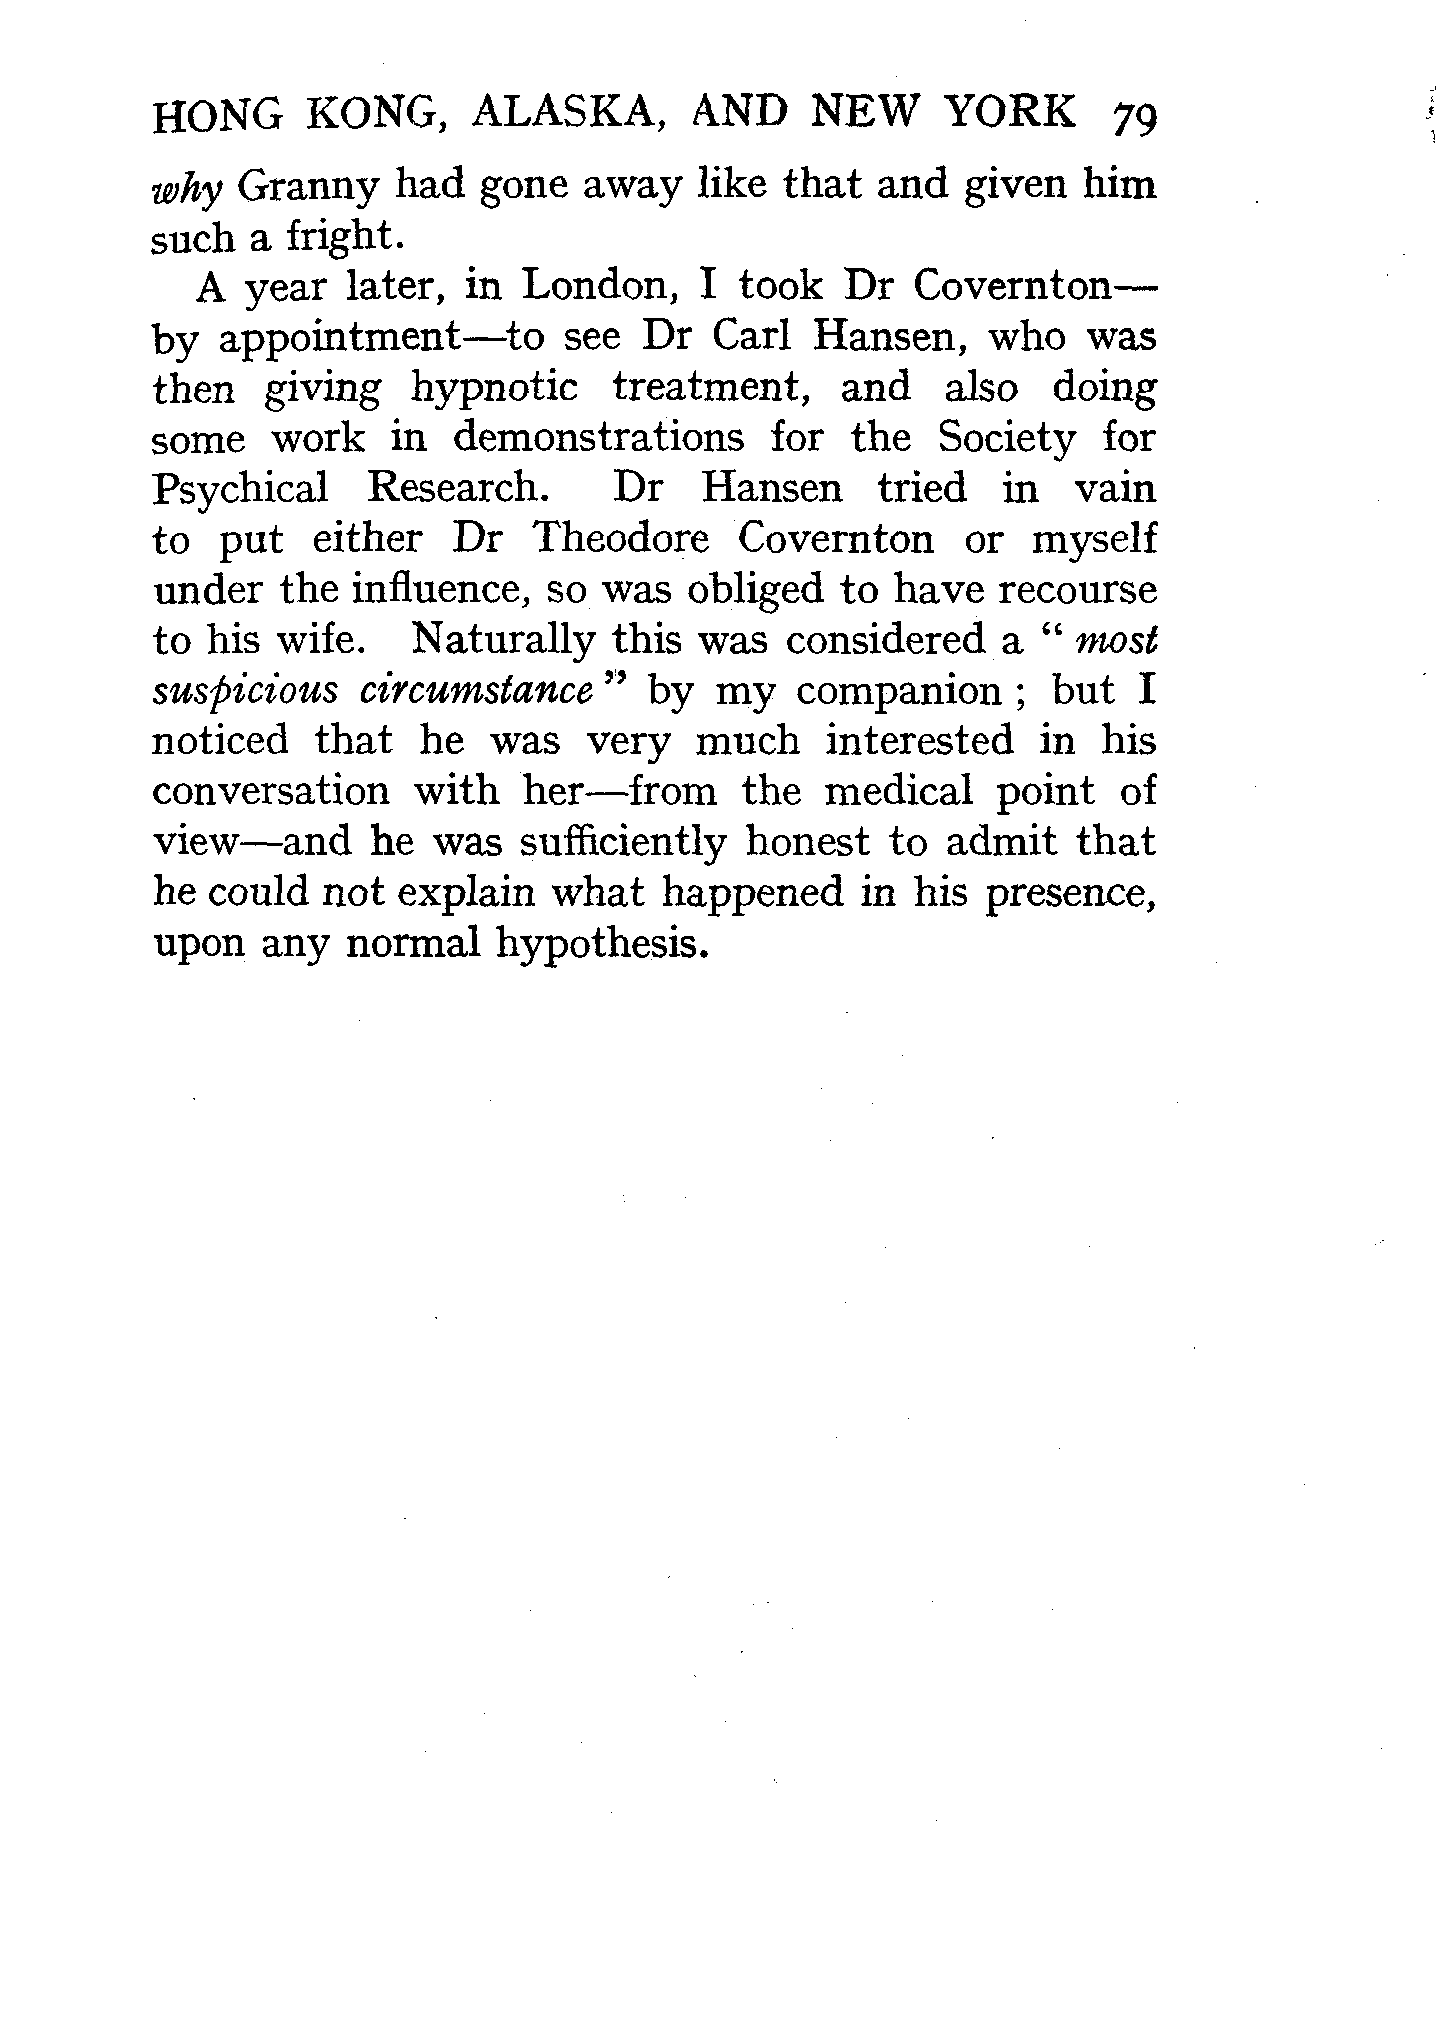 HONG KONG, ALASKA, AND NEW YORK 79
why Granny had gone away like that and given him
such a fright.
A year later, in London, I took Dr Covernton—
by appointment—to see Dr Carl Hansen, who was
then giving hypnotic treatment, and also doing
some work in demonstrations for the Society for
Psychical Research. Dr Hansen tried in vain
to put either Dr Theodore Covernton or myself
under the influence, so was obliged to have recourse
to his wife. Naturally this was considered a “ most
suspicious circumstance ” by my companion ; but I
noticed that he was very much interested in his
conversation with her—from the medical point of
view—and he was sufficiently honest to admit that
he could not explain what happened in his presence,
upon any normal hypothesis.